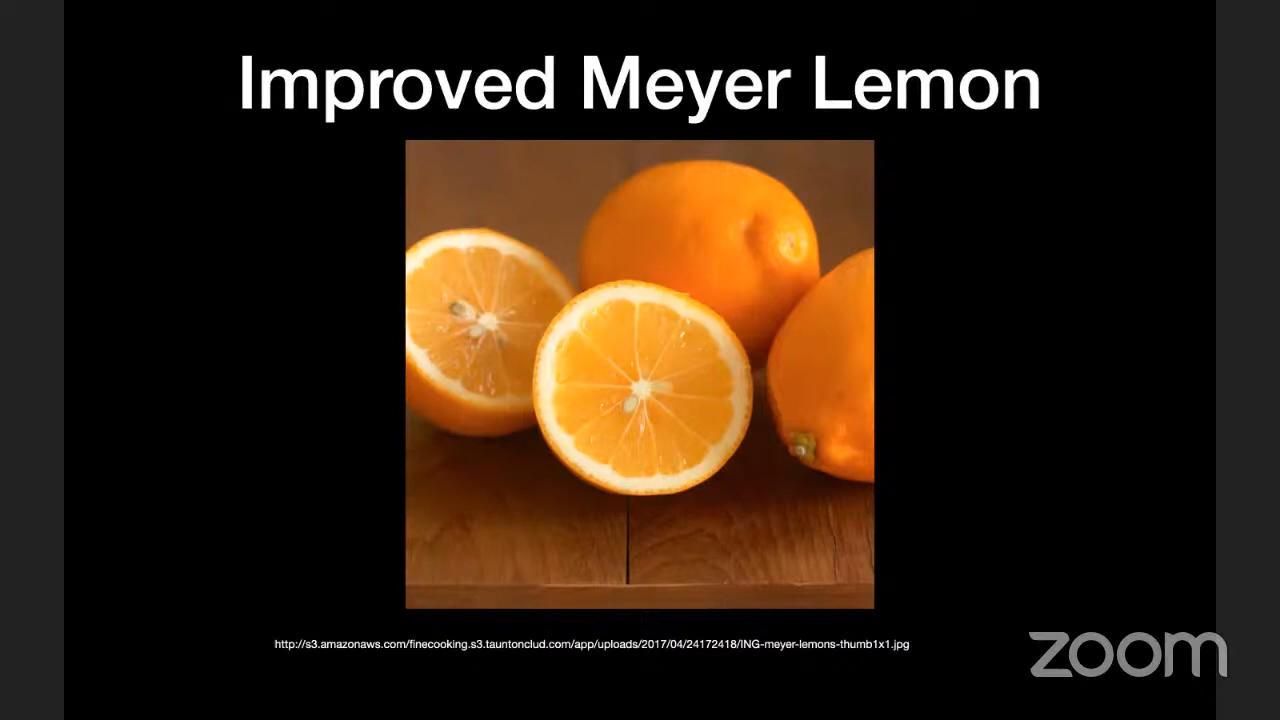 Improved Meyer Lemon
http://s3.amazonaws.com/finecooking.s3.tauntonclud.com/app/uploads/2017/04/24172418/ING-meyer-lemons-thumb1x1.jpg
zoom